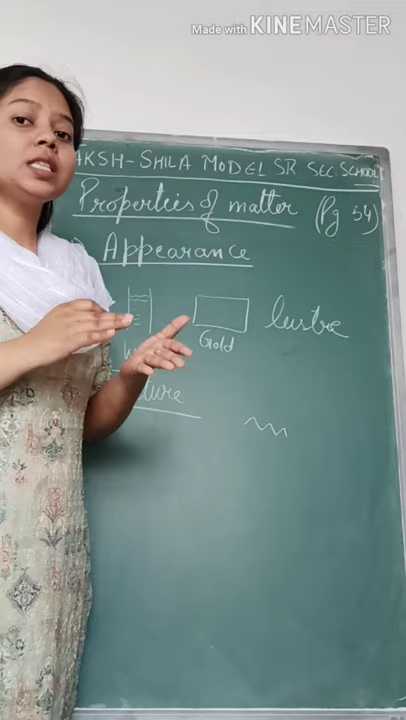 Made with KINEMASTER
AKSH-SHILA MODEL SR. SEC. SCHOOL
Properties of matter (Pg 54)
Appearance
lustre
Gold